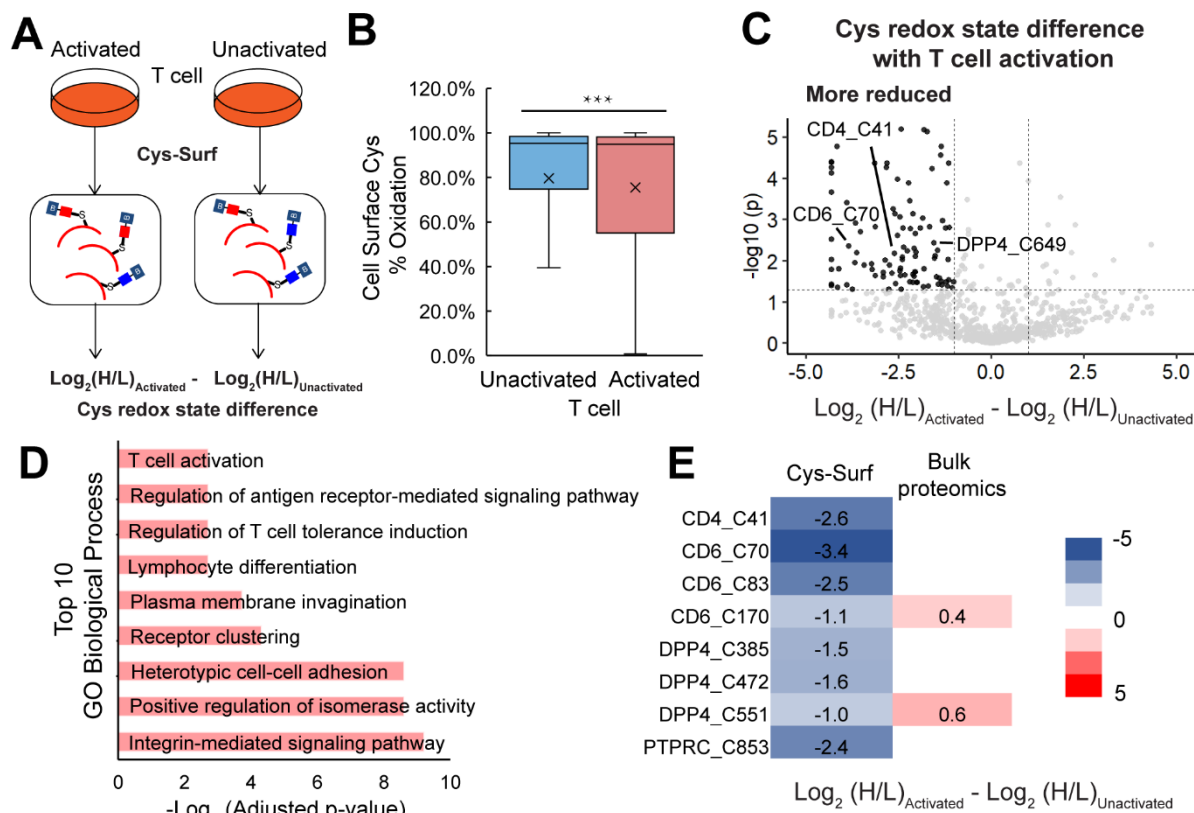 A
Activated
Unactivated
T cell
Cys-Surf
B
B
B
B
B
B
S
S
S
S
S
S
Log2(H/L)Activated - Log2(H/L)Unactivated
Cys redox state difference
B
Cell Surface Cys
% Oxidation
120.0%
100.0%
80.0%
60.0%
40.0%
20.0%
0.0%
***
Unactivated Activated
T cell
C
Cys redox state difference
with T cell activation
More reduced
CD4_C41
CD6_C70
DPP4_C649
-log10 (p)
5
4
3
2
1
0
-5.0 -2.5 0.0 2.5 5.0
Log2 (H/L)Activated - Log2 (H/L)Unactivated
D
Top 10
GO Biological Process
T cell activation
Regulation of antigen receptor-mediated signaling pathway
Regulation of T cell tolerance induction
Lymphocyte differentiation
Plasma membrane invagination
Receptor clustering
Heterotypic cell-cell adhesion
Positive regulation of isomerase activity
Integrin-mediated signaling pathway
0 2 4 6 8 10
-Log (Adjusted p-value)
E
Cys-Surf
Bulk
proteomics
CD4_C41 -2.6
CD6_C70 -3.4
CD6_C83 -2.5
CD6_C170 -1.1 0.4
DPP4_C385 -1.5
DPP4_C472 -1.6
DPP4_C551 -1.0 0.6
PTPRC_C853 -2.4
-5
0
5
Log2 (H/L)Activated - Log2 (H/L)Unactivated